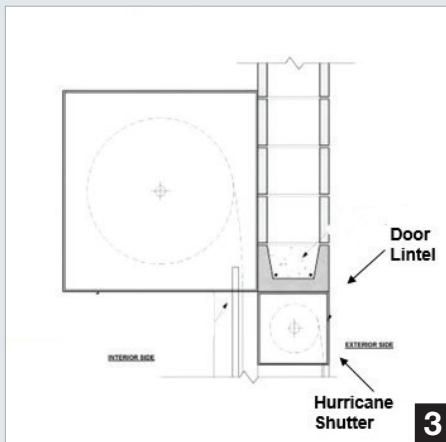 Door
Lintel
INTERIOR SIDE
EXTERIOR SIDE
Hurricane
Shutter
3